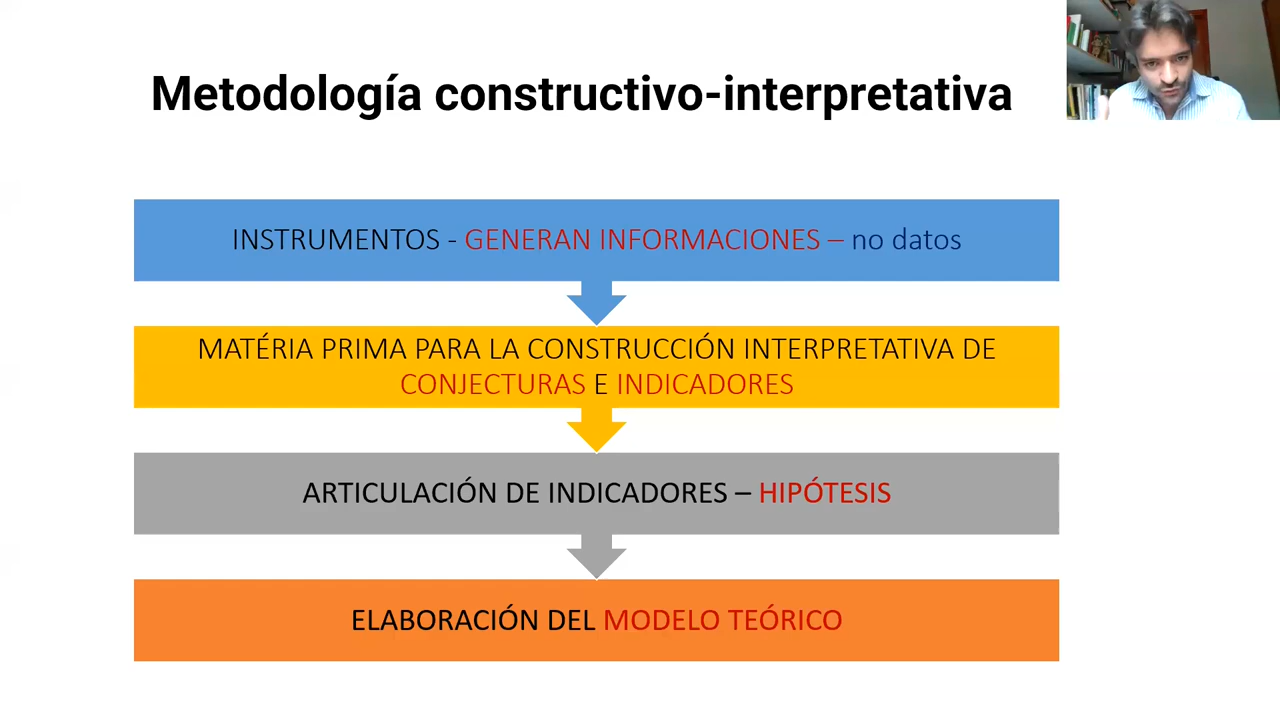 Metodología constructivo-interpretativa
INSTRUMENTOS - GENERAN INFORMACIONES – no datos
MATÉRIA PRIMA PARA LA CONSTRUCCIÓN INTERPRETATIVA DE
CONJECTURAS E INDICADORES
ARTICULACIÓN DE INDICADORES – HIPÓTESIS
ELABORACIÓN DEL MODELO TEÓRICO